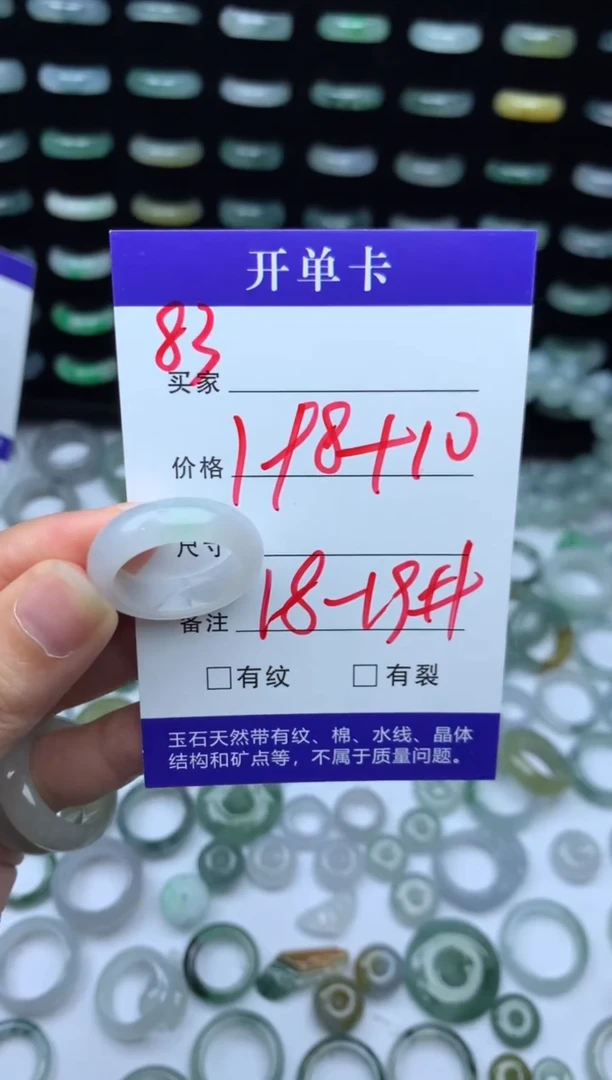 开单卡
83
买家
价格 198+10
尺寸
备注 18-19#
□有纹 □有裂
玉石天然带有纹、棉、水线、晶体
结构和矿点等，不属于质量问题。